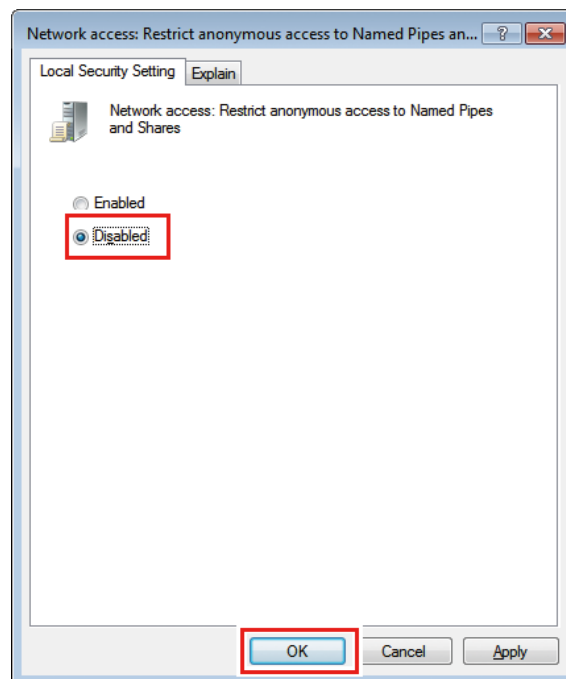 Network access: Restrict anonymous access to Named Pipes an...
Local Security Setting
Explain
Network access: Restrict anonymous access to Named Pipes
and Shares
Enabled
Disabled
OK
Cancel
Apply